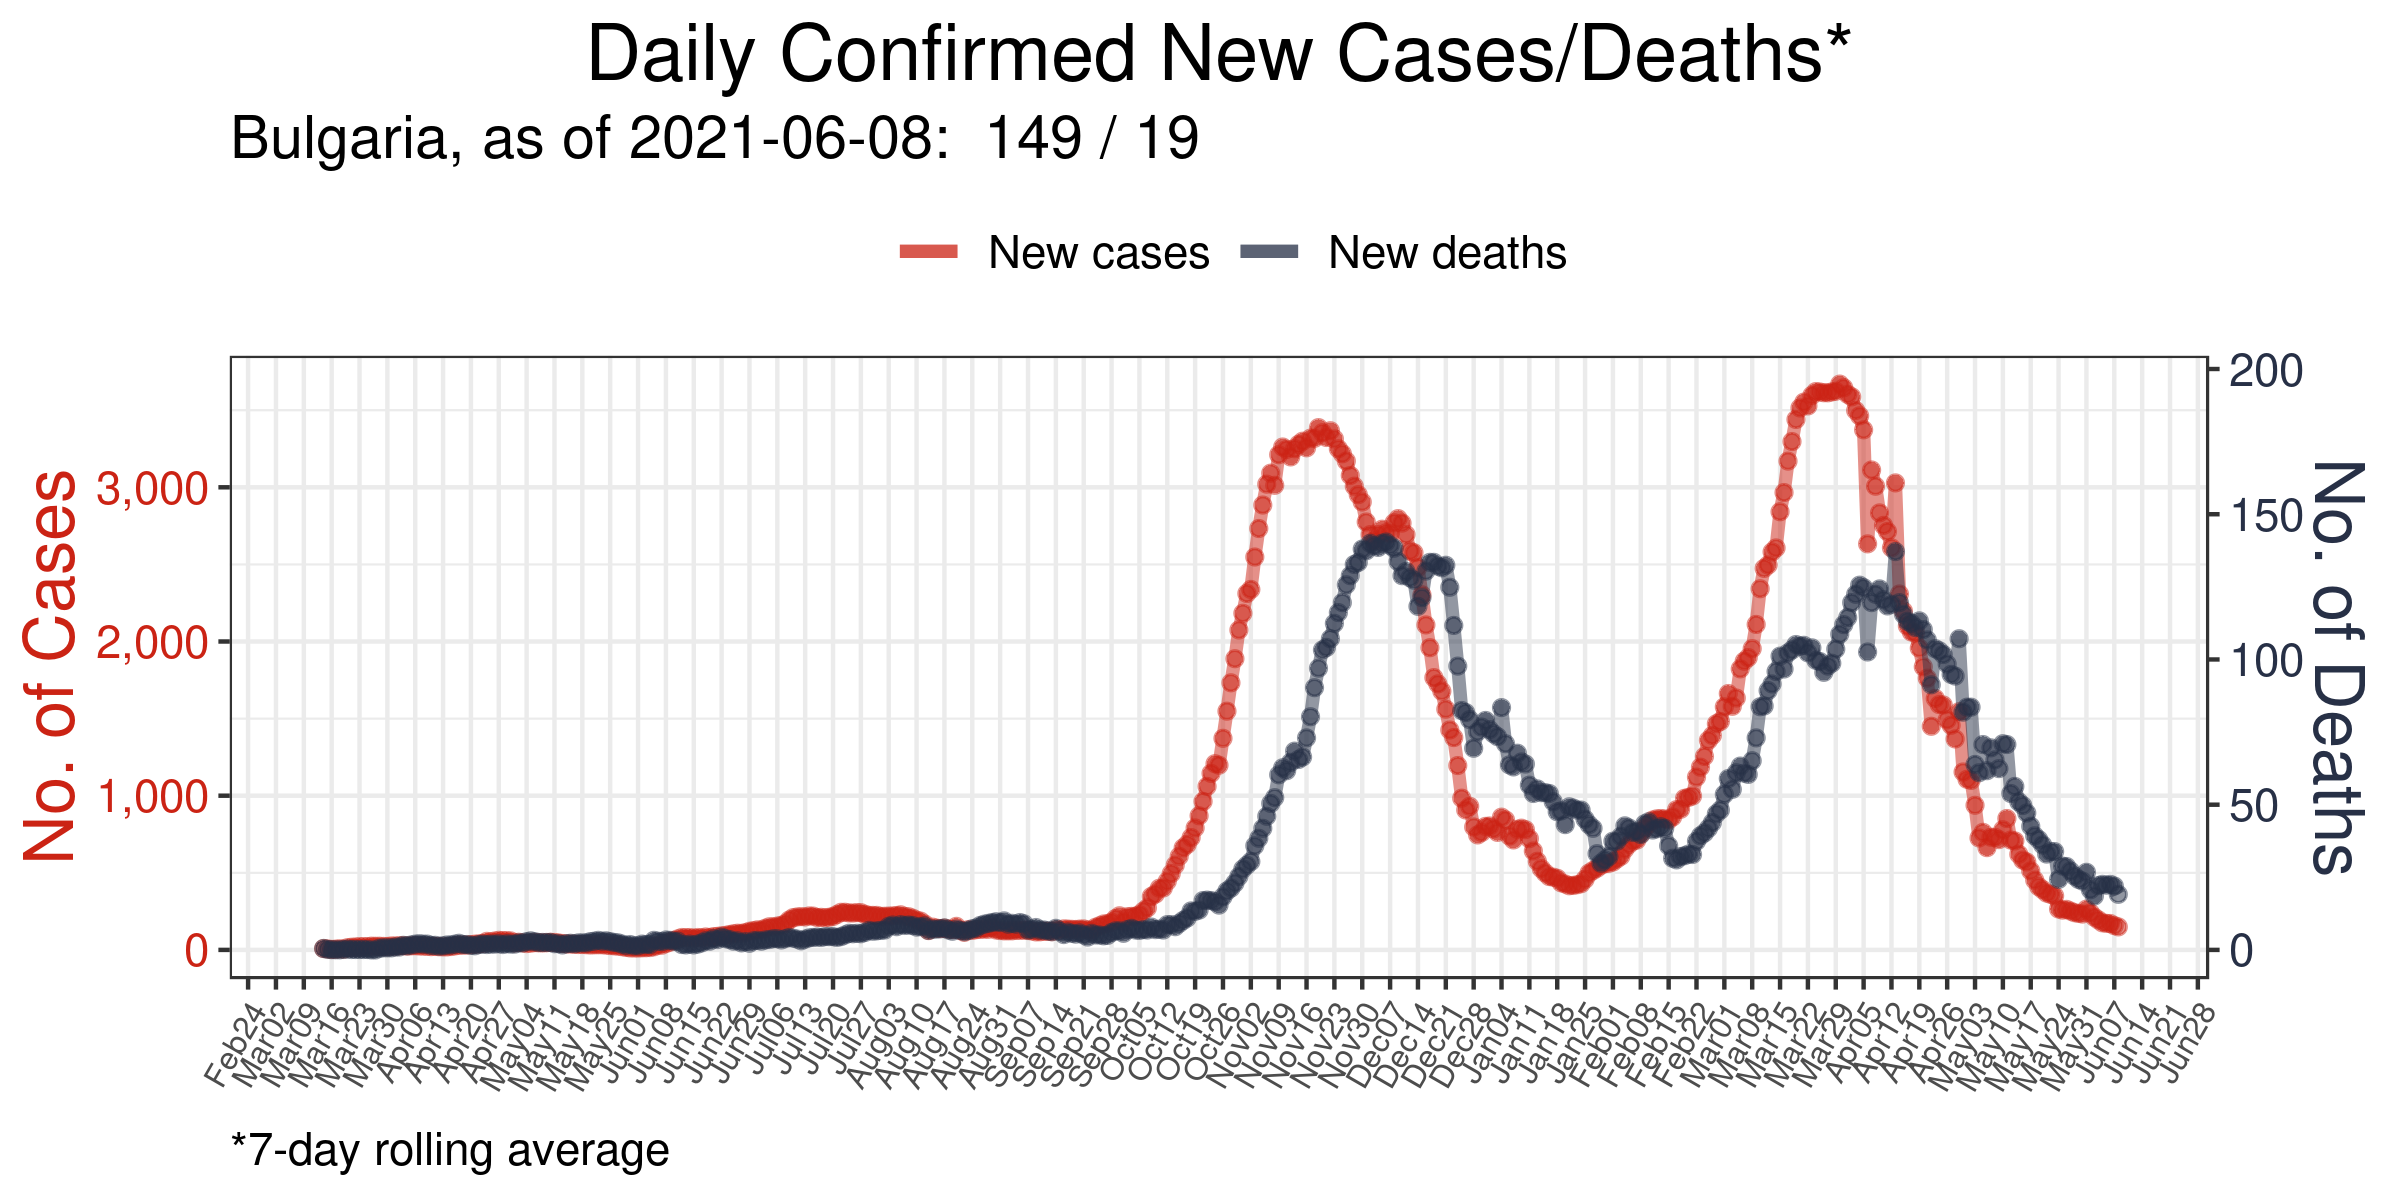 Daily Confirmed New Cases/Deaths*
Bulgaria, as of 2021-06-08:  149 / 19
New cases
New deaths
No. of Cases
3,000
2,000
1,000
0
200
150
100
50
0
No. of Deaths
Feb24
Mar02
Mar09
Mar16
Mar23
Mar30
Apr06
Apr13
Apr20
Apr27
May04
May11
May18
May25
Jun01
Jun08
Jun15
Jun22
Jun29
Jul06
Jul13
Jul20
Jul27
Aug03
Aug10
Aug17
Aug24
Aug31
Sep07
Sep14
Sep21
Sep28
Oct05
Oct12
Oct19
Oct26
Nov02
Nov09
Nov16
Nov23
Nov30
Dec07
Dec14
Dec21
Dec28
Jan04
Jan11
Jan18
Jan25
Feb01
Feb08
Feb15
Feb22
Mar01
Mar08
Mar15
Mar22
Mar29
Apr05
Apr12
Apr19
Apr26
May03
May10
May17
May24
May31
Jun07
Jun14
Jun21
Jun28
*7-day rolling average